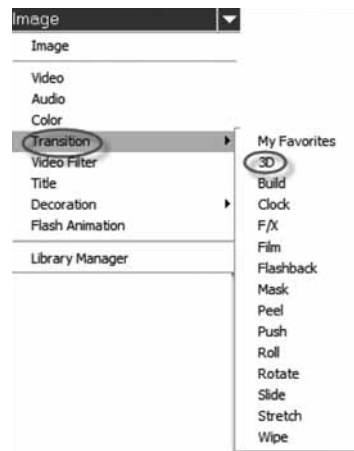 Image
Image
Video
Audio
Color
Transition
Video Filter
Title
Decoration
Flash Animation
Library Manager
My Favorites
3D
Build
Clock
F/X
Film
Flashback
Mask
Peel
Push
Roll
Rotate
Slide
Stretch
Wipe